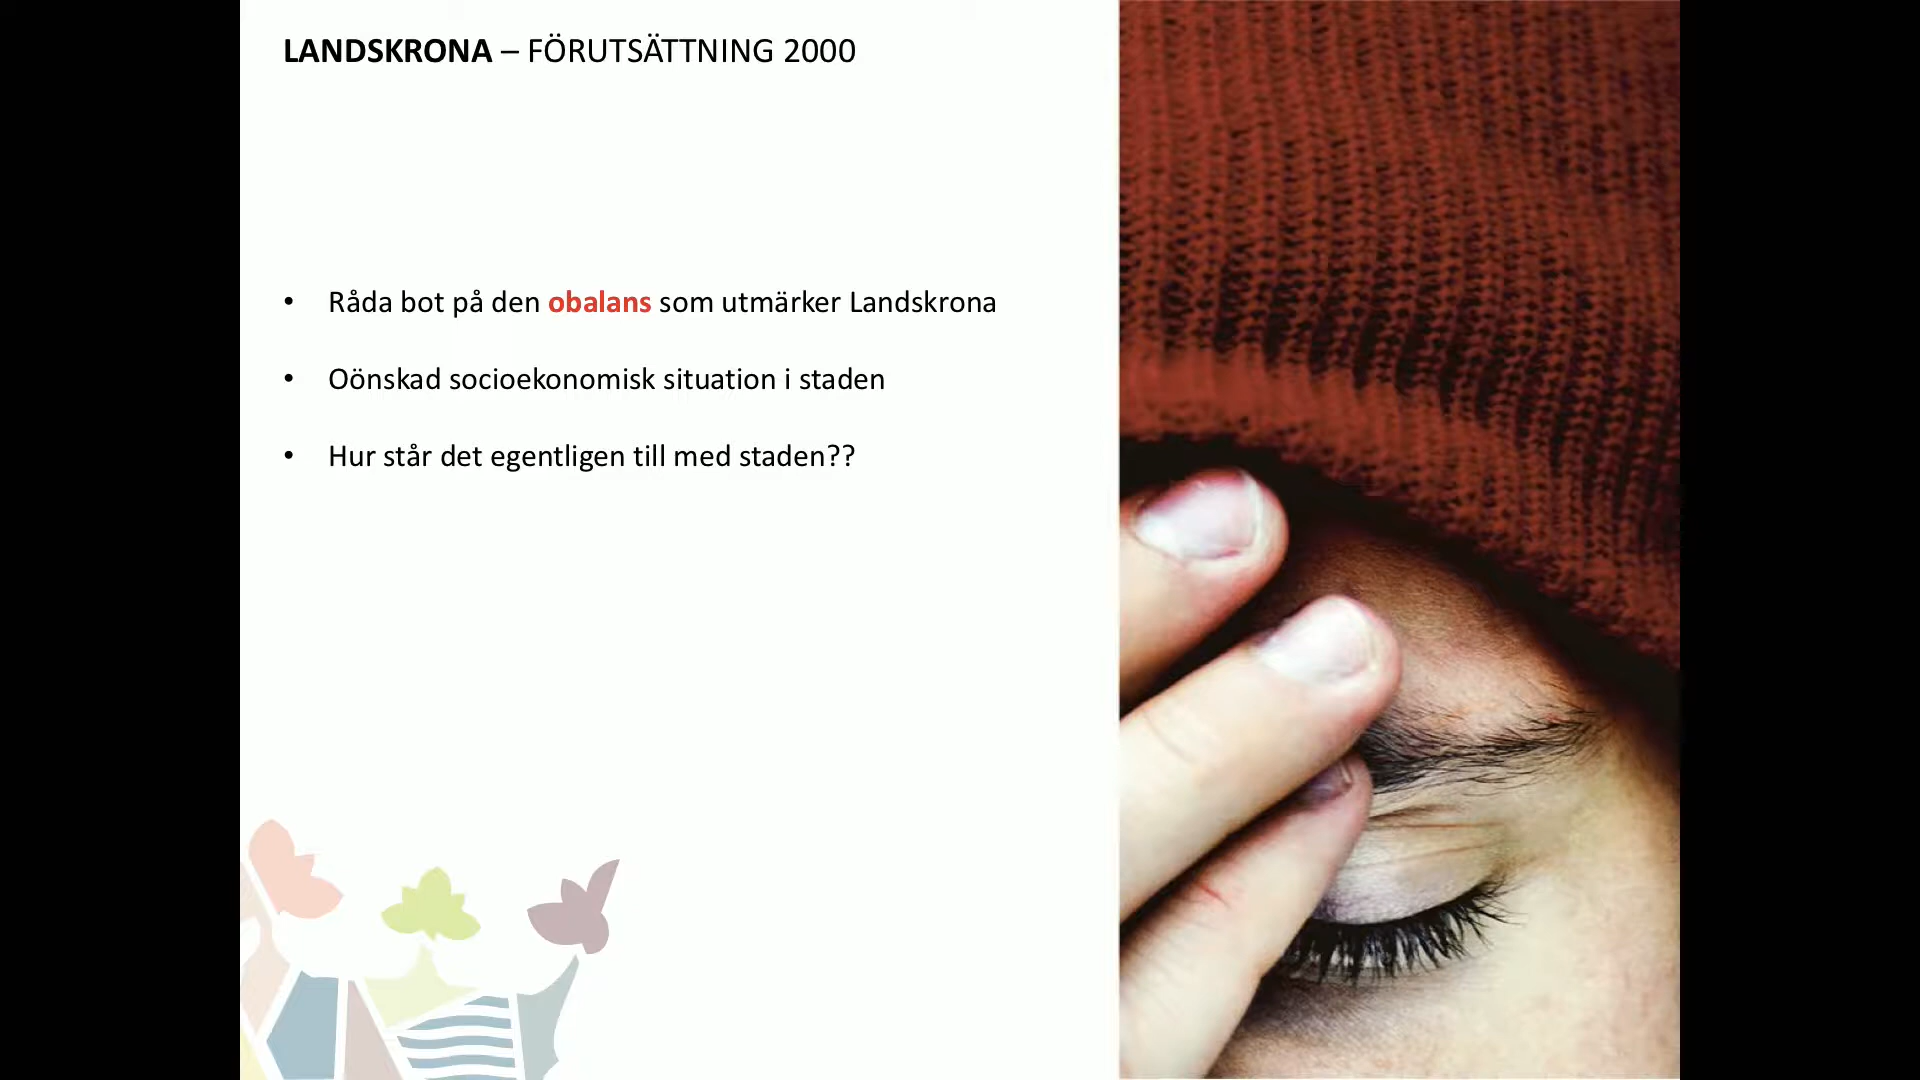 LANDSKRONA – FÖRUTSÄTTNING 2000
• Råda bot på den obalans som utmärker Landskrona
• Oönskad socioekonomisk situation i staden
• Hur står det egentligen till med staden??